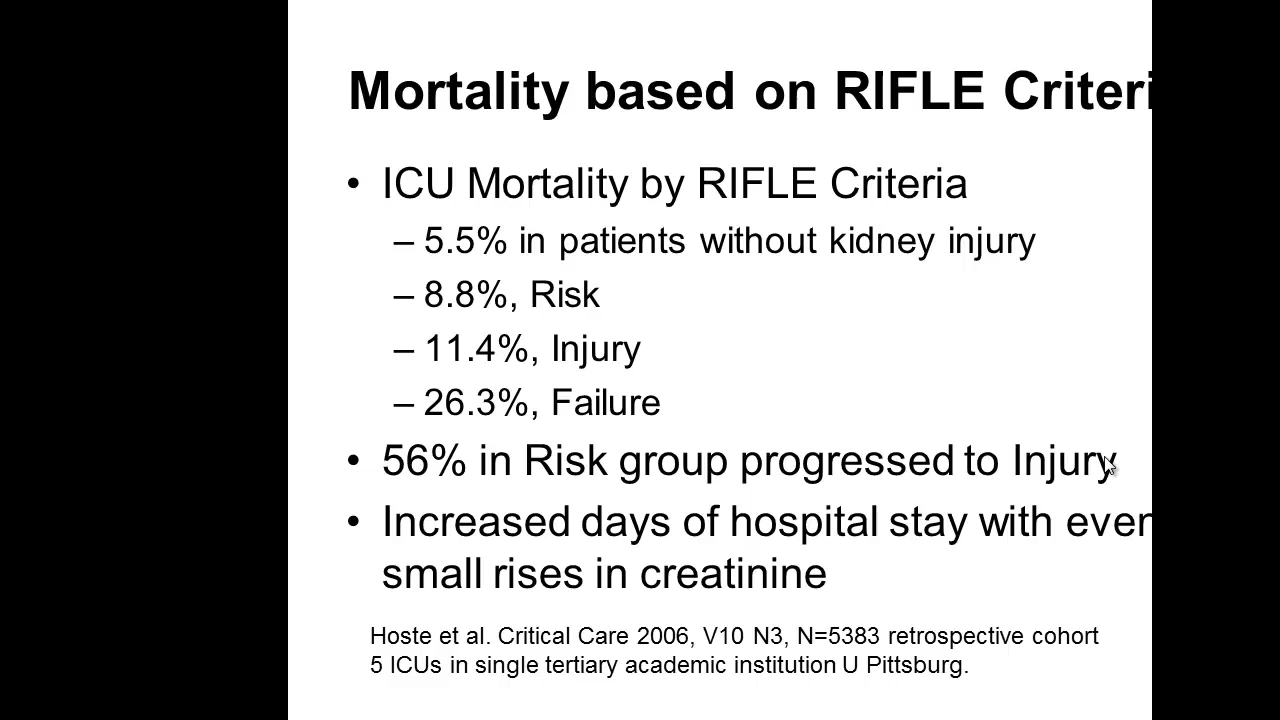 Mortality based on RIFLE Criteri
• ICU Mortality by RIFLE Criteria
– 5.5% in patients without kidney injury
– 8.8%, Risk
– 11.4%, Injury
– 26.3%, Failure
• 56% in Risk group progressed to Injury
• Increased days of hospital stay with even
small rises in creatinine
Hoste et al. Critical Care 2006, V10 N3, N=5383 retrospective cohort
5 ICUs in single tertiary academic institution U Pittsburg.